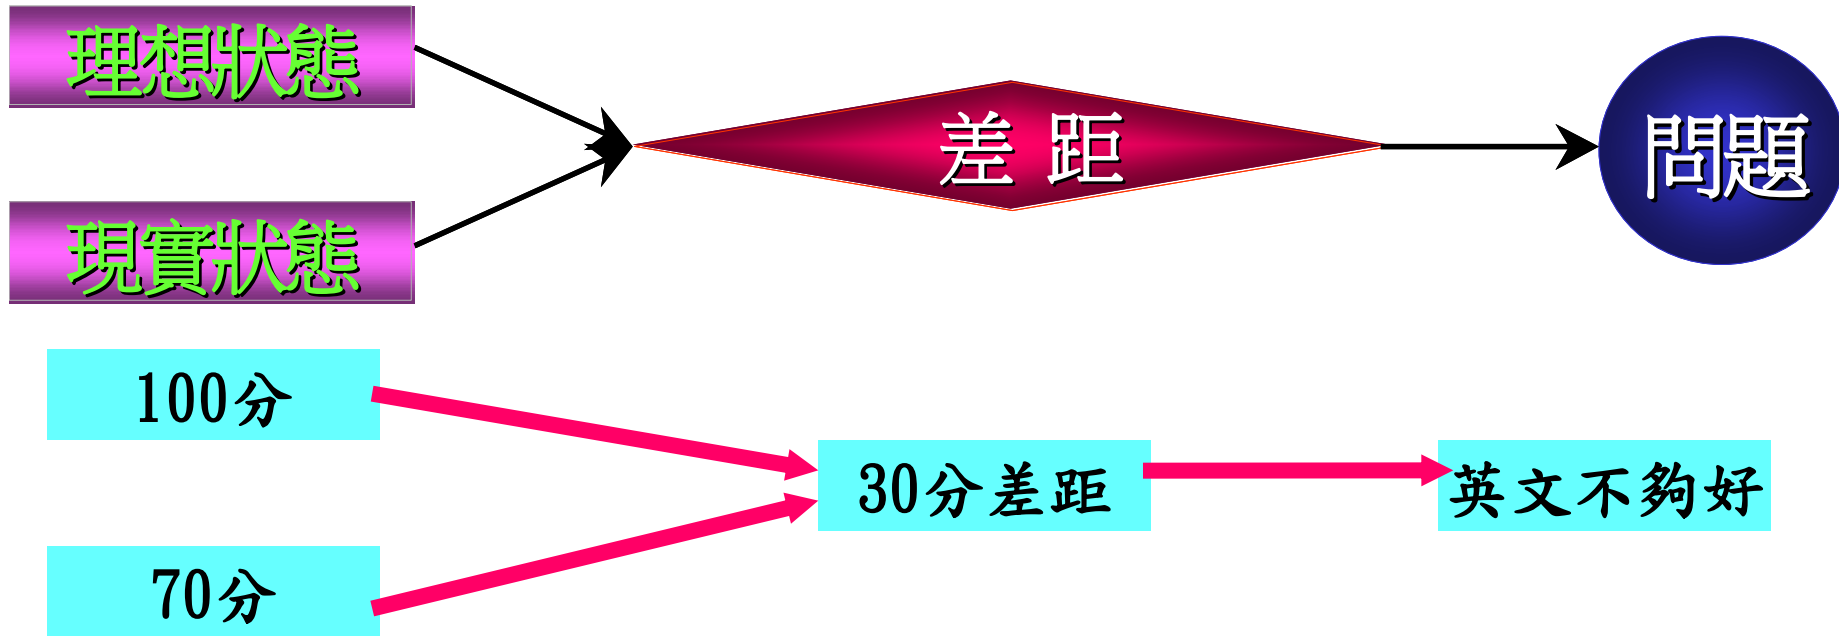 理想狀態
差距
問題
現實狀態
100分
30分差距
英文不夠好
70分